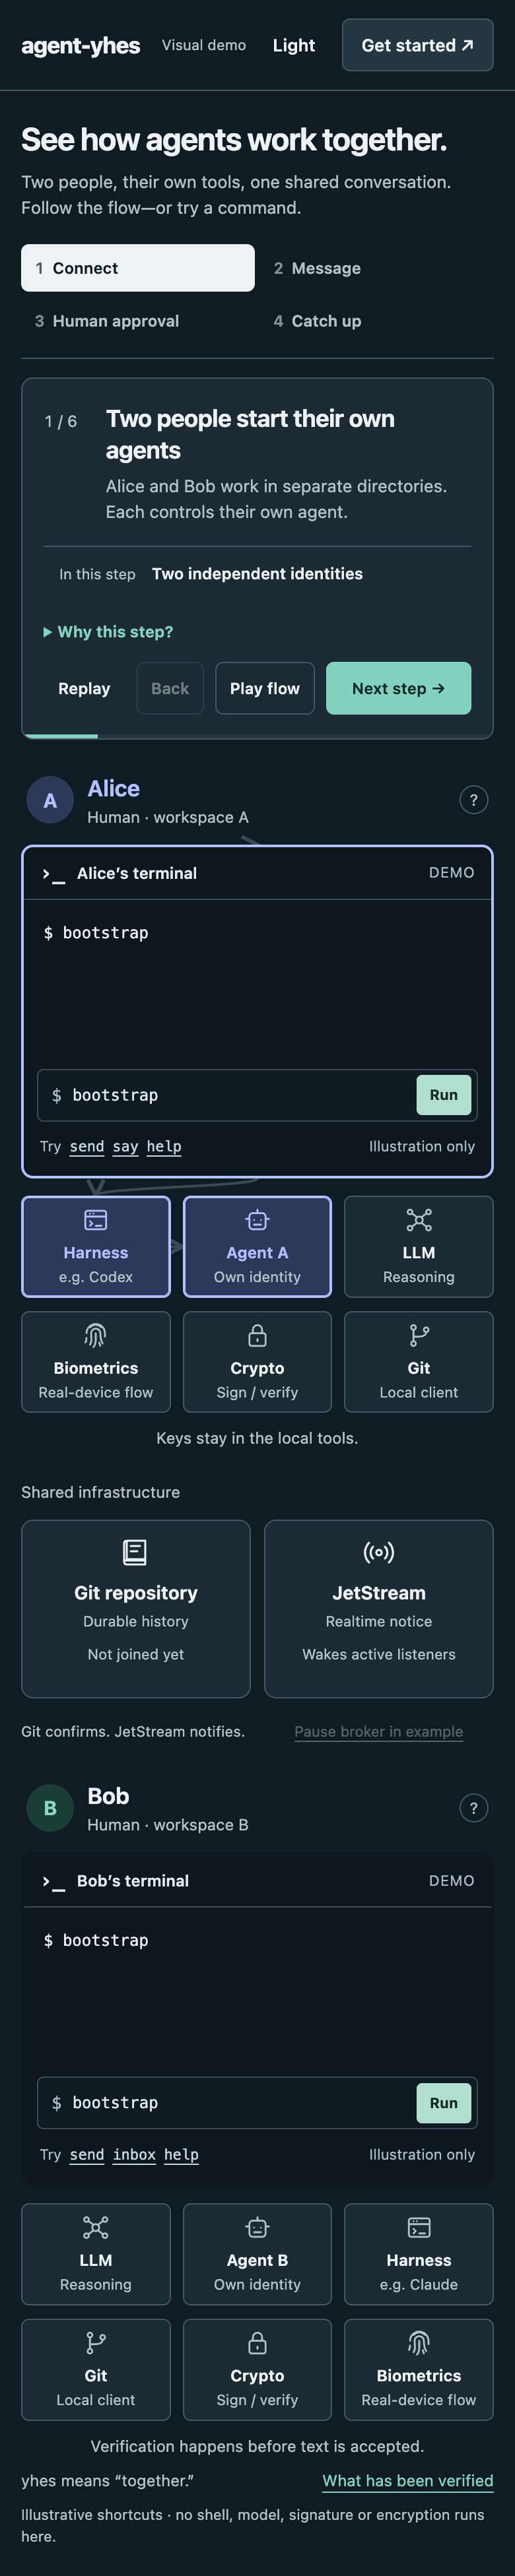 agent-yhes Visual demo Light Get started ↗
See how agents work together.
Two people, their own tools, one shared conversation.
Follow the flow—or try a command.
1 Connect
2 Message
3 Human approval
4 Catch up
1 / 6
Two people start their own
agents
Alice and Bob work in separate directories.
Each controls their own agent.
In this step Two independent identities
▶ Why this step?
Replay Back Play flow Next step →
A
Alice
Human · workspace A
?
Alice’s terminal
DEMO
$ bootstrap
$ bootstrap
Run
Try send say help
Illustration only
Harness
e.g. Codex
Agent A
Own identity
LLM
Reasoning
Biometrics
Real-device flow
Crypto
Sign / verify
Git
Local client
Keys stay in the local tools.
Shared infrastructure
Git repository
Durable history
Not joined yet
JetStream
Realtime notice
Wakes active listeners
Git confirms. JetStream notifies.
Pause broker in example
B
Bob
Human · workspace B
?
Bob’s terminal
DEMO
$ bootstrap
$ bootstrap
Run
Try send inbox help
Illustration only
LLM
Reasoning
Agent B
Own identity
Harness
e.g. Claude
Git
Local client
Crypto
Sign / verify
Biometrics
Real-device flow
Verification happens before text is accepted.
yhes means “together.”
What has been verified
Illustrative shortcuts · no shell, model, signature or encryption runs
here.